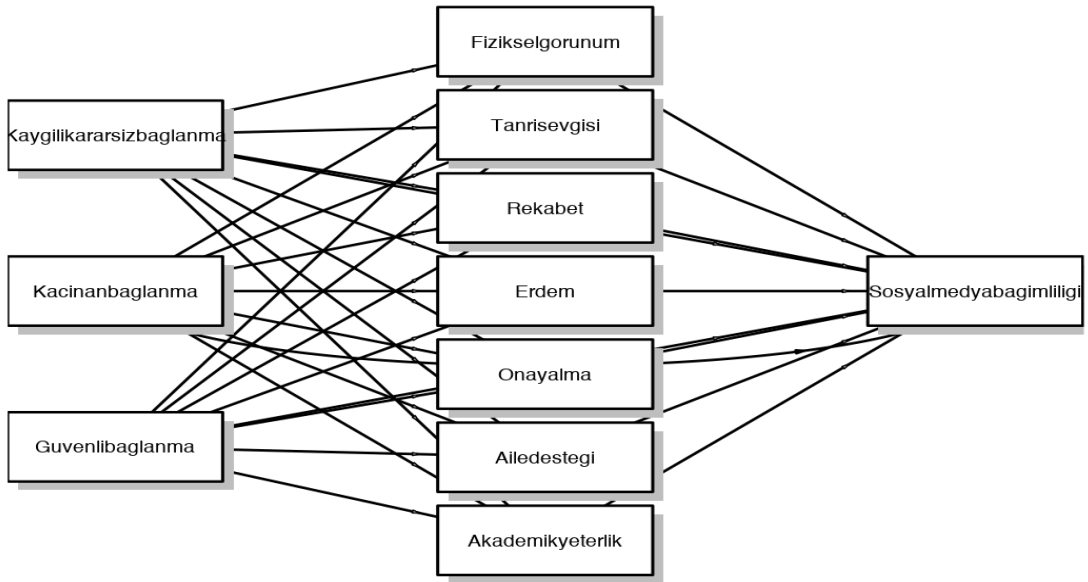 Fizikselgorunum
Kaygilikararsizbaglanma
Tanrisevgisi
Rekabet
Kacinanbaglanma
Erdem
Sosyalmedyabagimliligi
Onayalma
Guvenlibaglanma
Ailedestegi
Akademikyeterlik